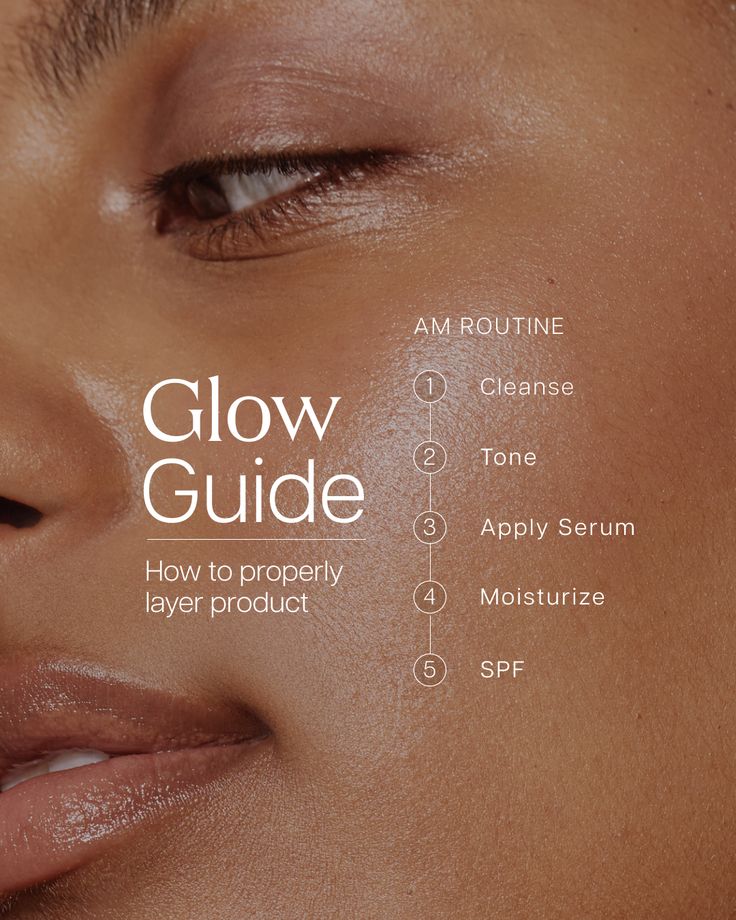 Glow
Guide
How to properly
layer product
AM ROUTINE
1 Cleanse
2 Tone
3 Apply Serum
4 Moisturize
5 SPF